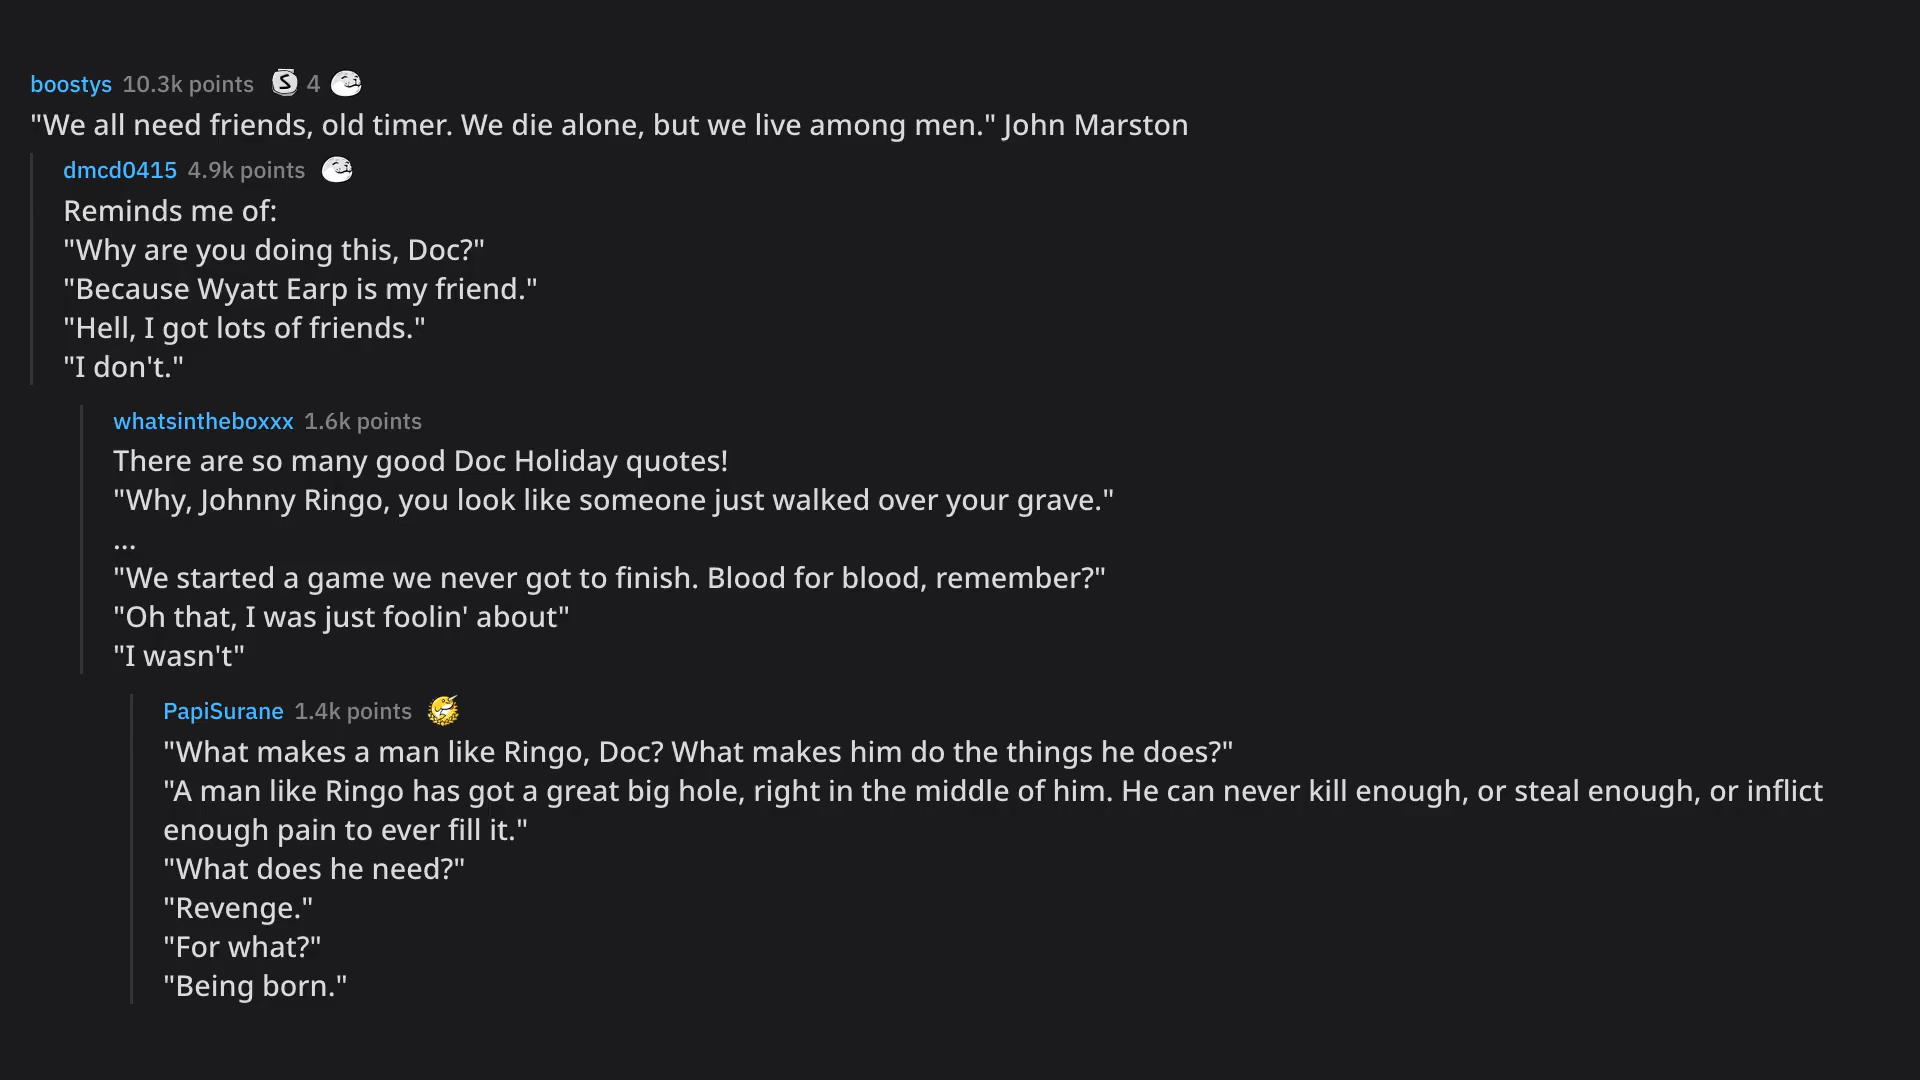 boostys 10.3k points S 4
"We all need friends, old timer. We die alone, but we live among men." John Marston
dmcd0415 4.9k points
Reminds me of:
"Why are you doing this, Doc?"
"Because Wyatt Earp is my friend."
"Hell, I got lots of friends."
"I don't."
whatsintheboxxx 1.6k points
There are so many good Doc Holiday quotes!
"Why, Johnny Ringo, you look like someone just walked over your grave."
...
"We started a game we never got to finish. Blood for blood, remember?"
"Oh that, I was just foolin' about"
"I wasn't"
PapiSurane 1.4k points
"What makes a man like Ringo, Doc? What makes him do the things he does?"
"A man like Ringo has got a great big hole, right in the middle of him. He can never kill enough, or steal enough, or inflict
enough pain to ever fill it."
"What does he need?"
"Revenge."
"For what?"
"Being born."